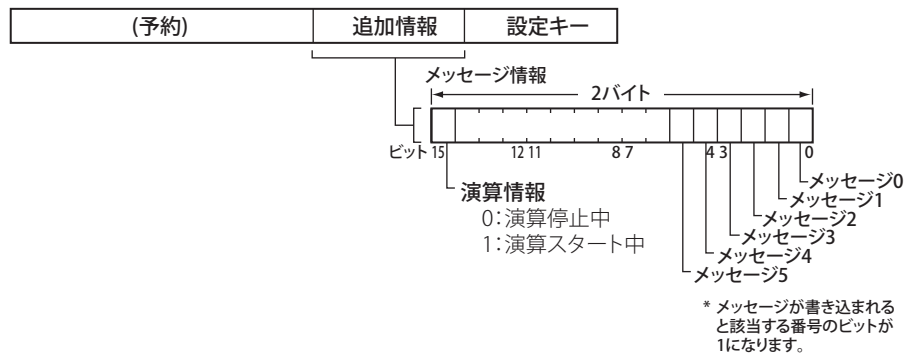 (予約) 追加情報 設定キー
メッセージ情報
2バイト
ビット 15 12 11 8 7 4 3 0
演算情報
0：演算停止中
1：演算スタート中
メッセージ0
メッセージ1
メッセージ2
メッセージ3
メッセージ4
メッセージ5
* メッセージが書き込まれる
と該当する番号のビットが
1になります。